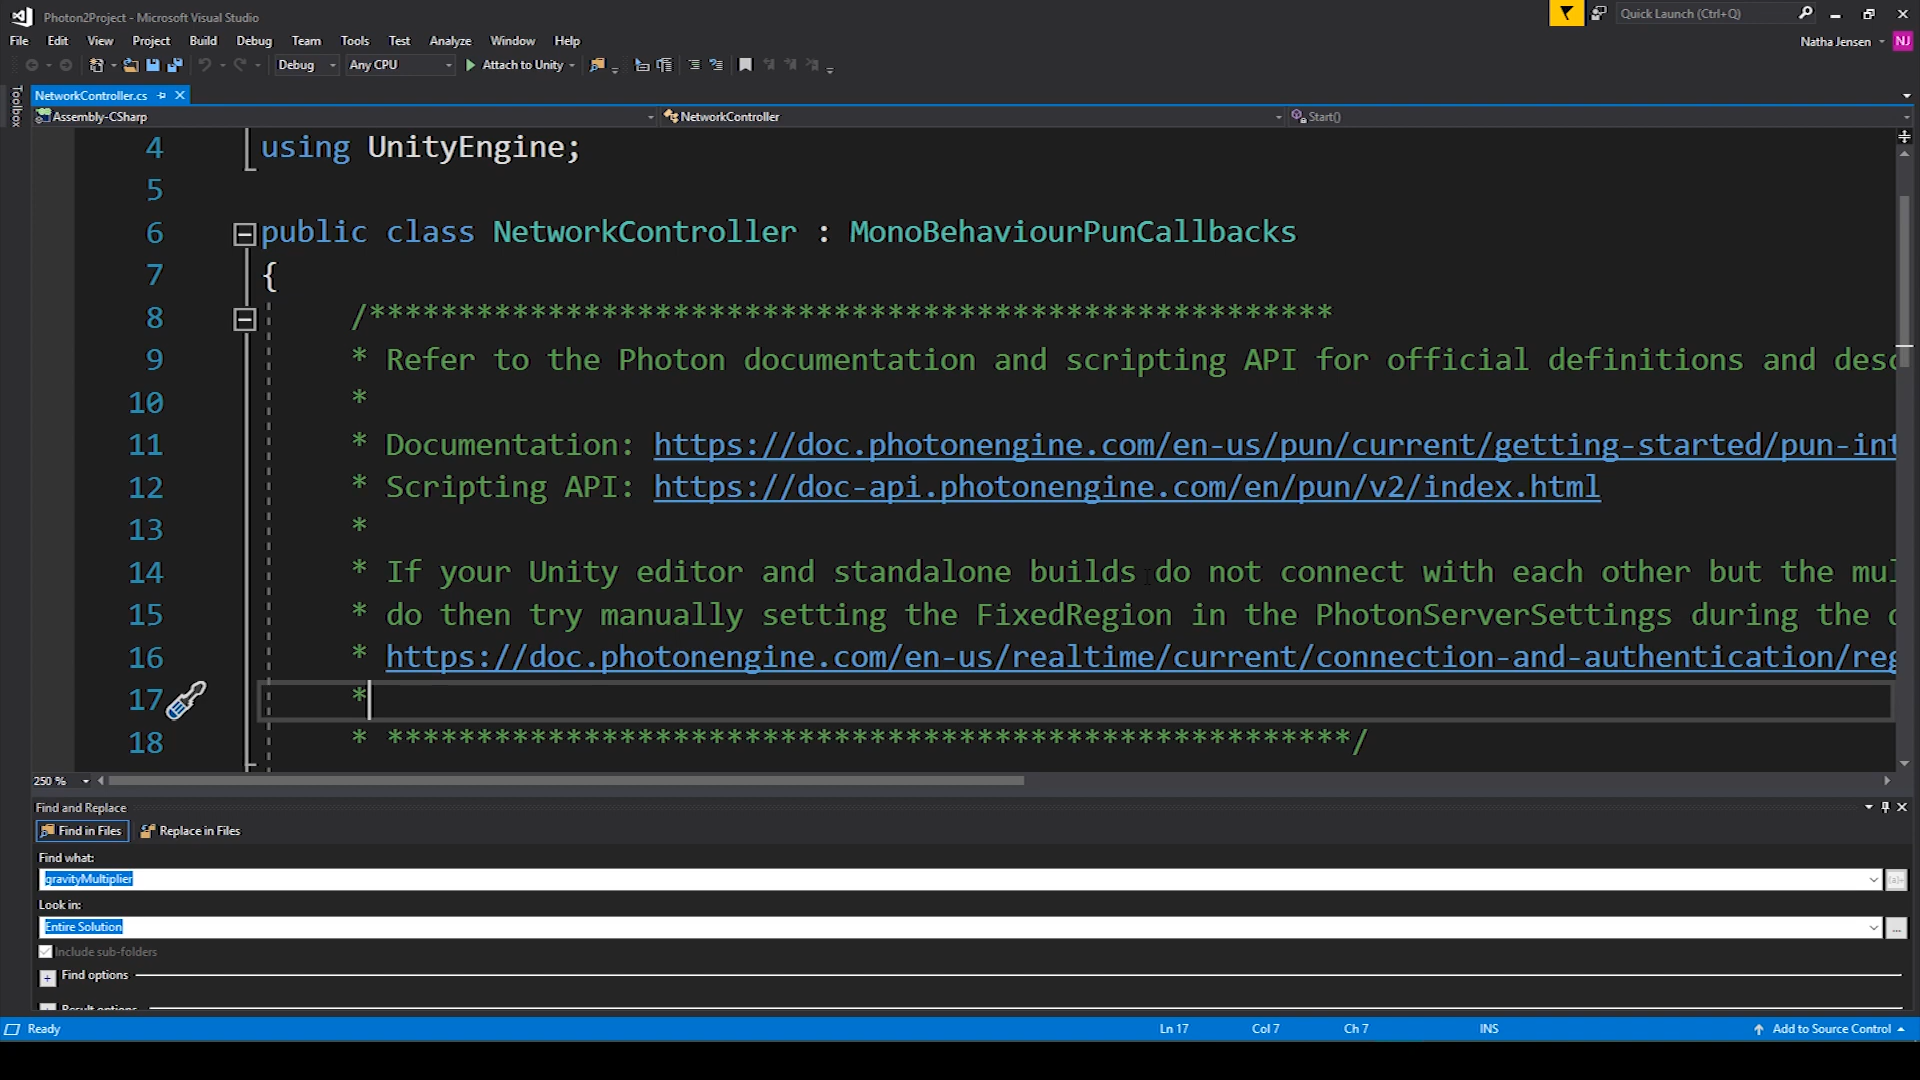 Photon2Project - Microsoft Visual Studio
Quick Launch (Ctrl+Q)
File Edit View Project Build Debug Team Tools Test Analyze Window Help
Natha Jensen NJ
Debug Any CPU Attach to Unity
Toolbox
NetworkController.cs
Assembly-CSharp NetworkController Start()
4 using UnityEngine;
5
6 public class NetworkController : MonoBehaviourPunCallbacks
7 {
8 /******************************************************
9 * Refer to the Photon documentation and scripting API for official definitions and desc
10 *
11 * Documentation: https://doc.photonengine.com/en-us/pun/current/getting-started/pun-int
12 * Scripting API: https://doc-api.photonengine.com/en/pun/v2/index.html
13 *
14 * If your Unity editor and standalone builds do not connect with each other but the mul
15 * do then try manually setting the FixedRegion in the PhotonServerSettings during the
16 * https://doc.photonengine.com/en-us/realtime/current/connection-and-authentication/reg
17 *
18 * ******************************************************/
250 %
Find and Replace
Find in Files Replace in Files
Find what:
gravityMultiplier
Look in:
Entire Solution
...
Include sub-folders
+ Find options
Result options
Ready Ln 17 Col 7 Ch 7 INS Add to Source Control